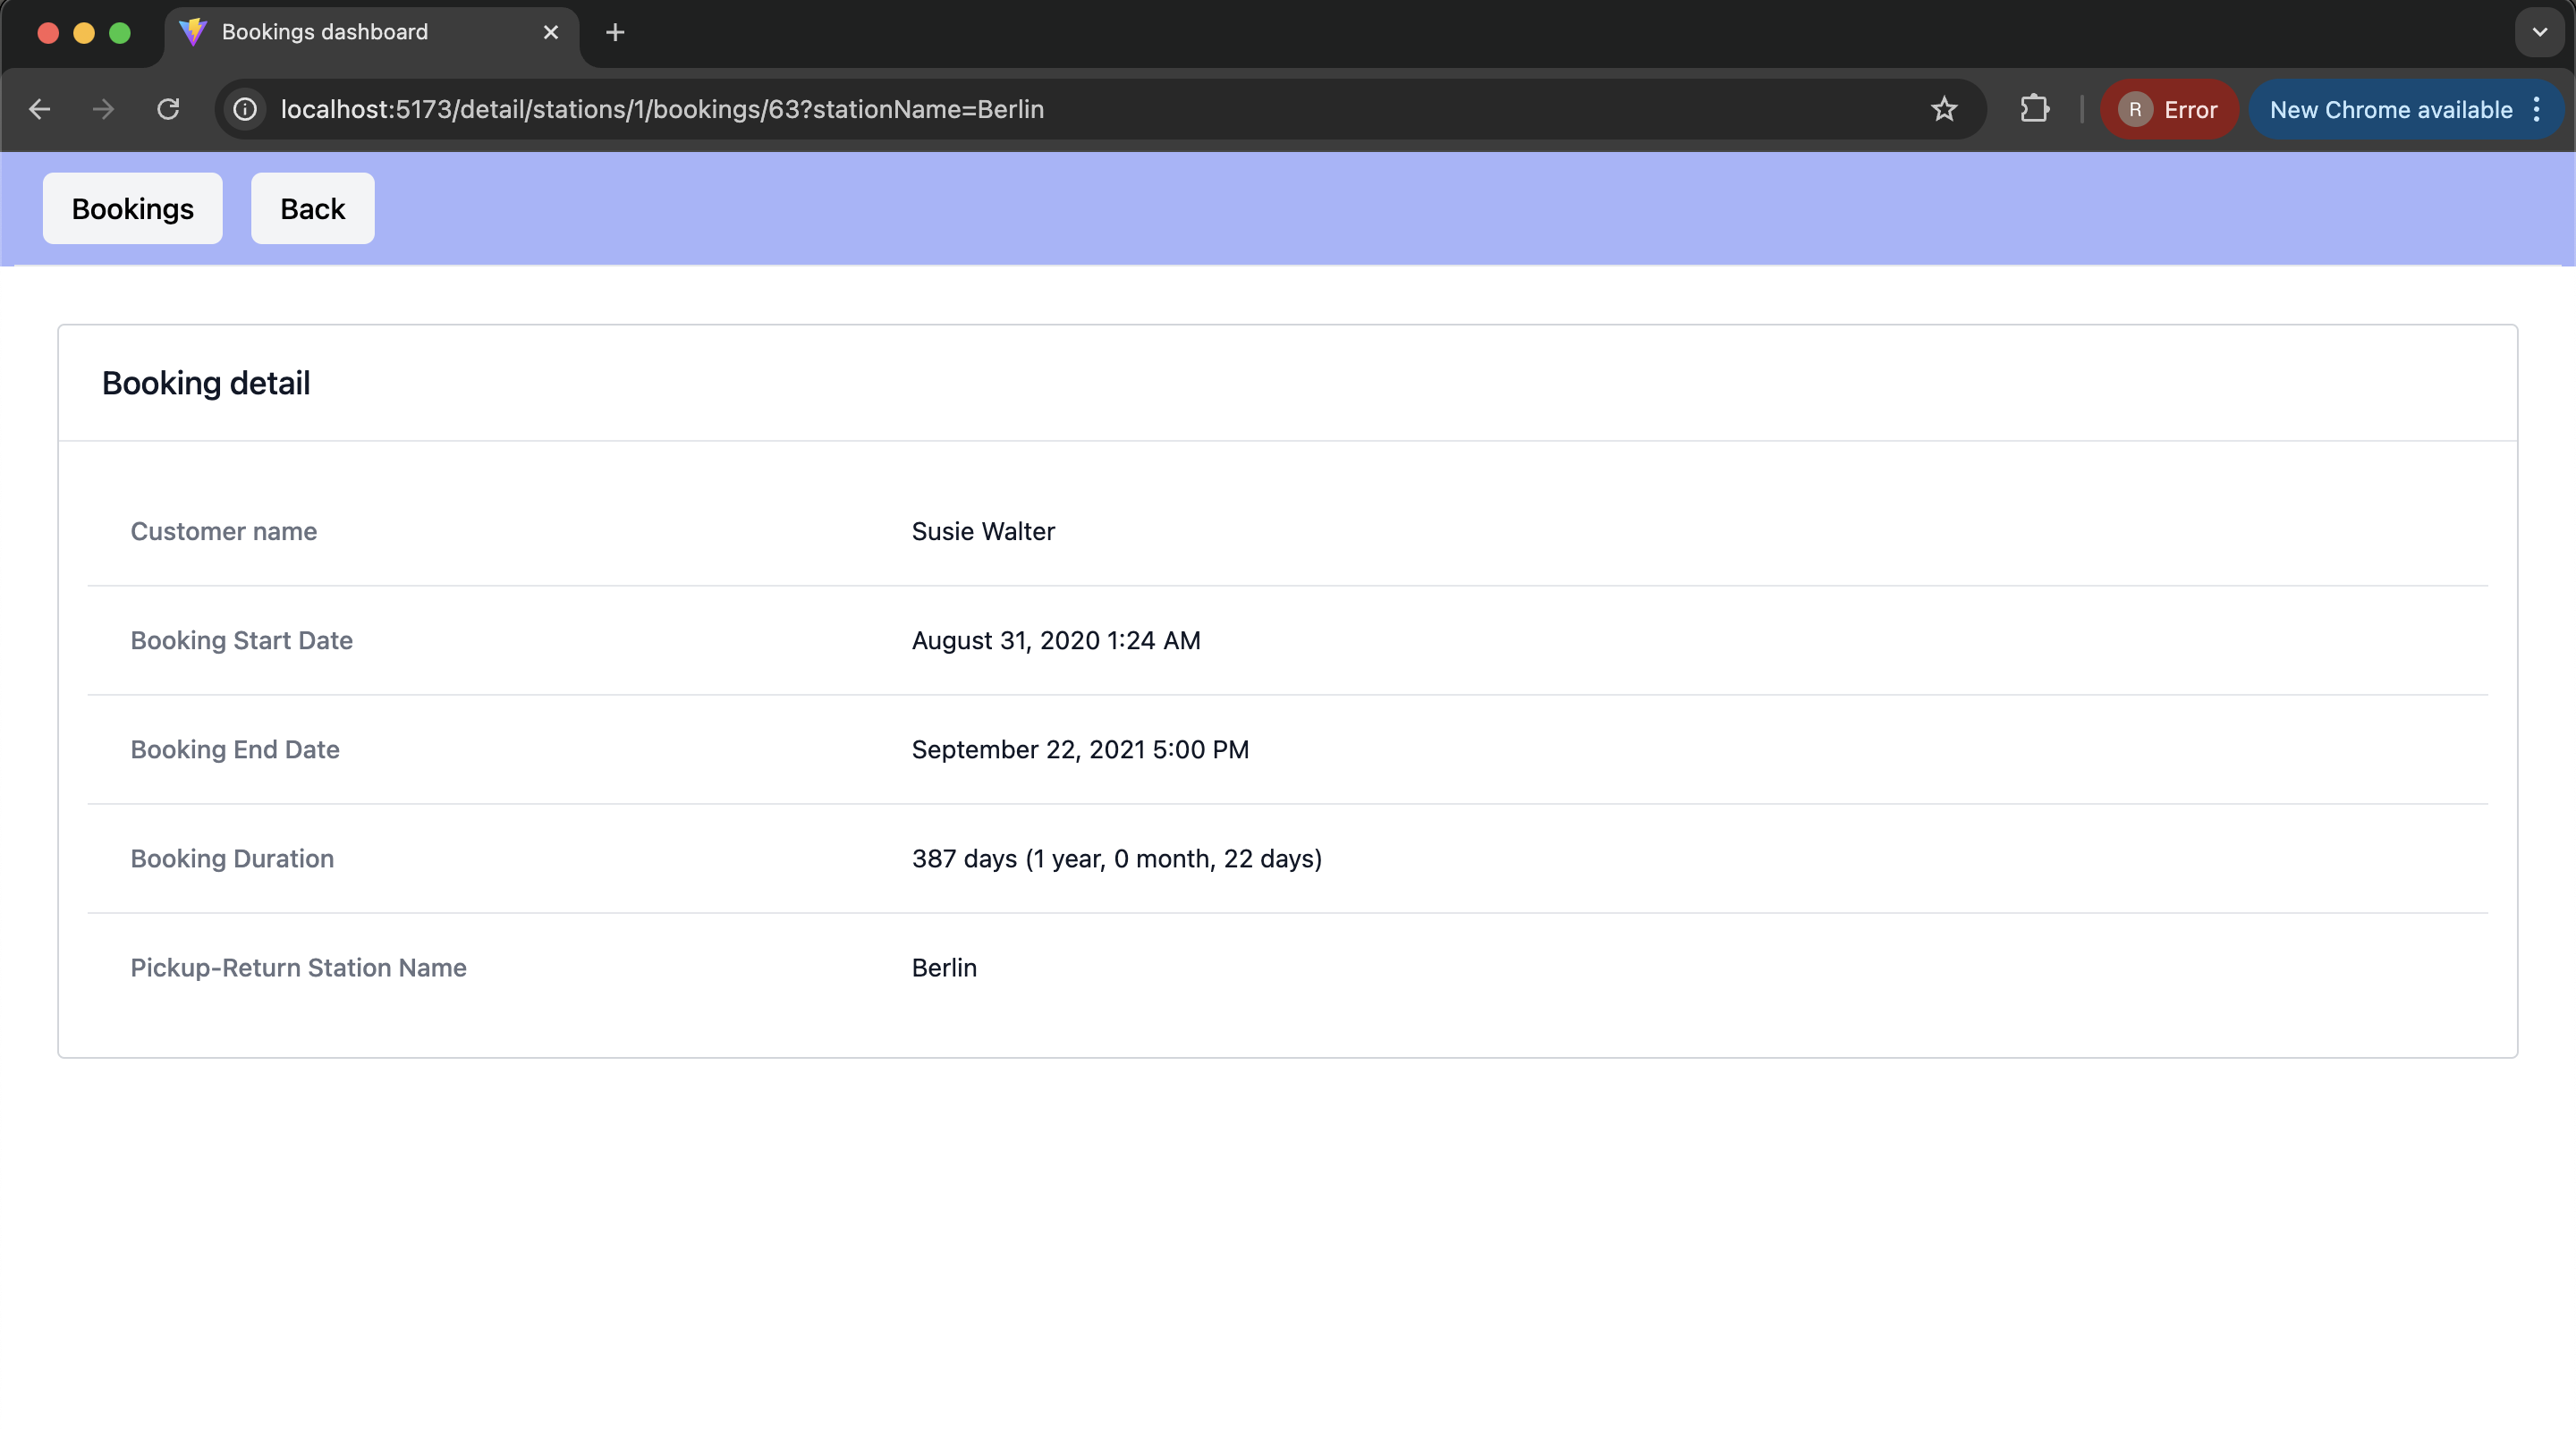 Bookings dashboard
localhost:5173/detail/stations/1/bookings/63?stationName=Berlin
R Error
New Chrome available
Bookings
Back
Booking detail
Customer name Susie Walter
Booking Start Date August 31, 2020 1:24 AM
Booking End Date September 22, 2021 5:00 PM
Booking Duration 387 days (1 year, 0 month, 22 days)
Pickup-Return Station Name Berlin